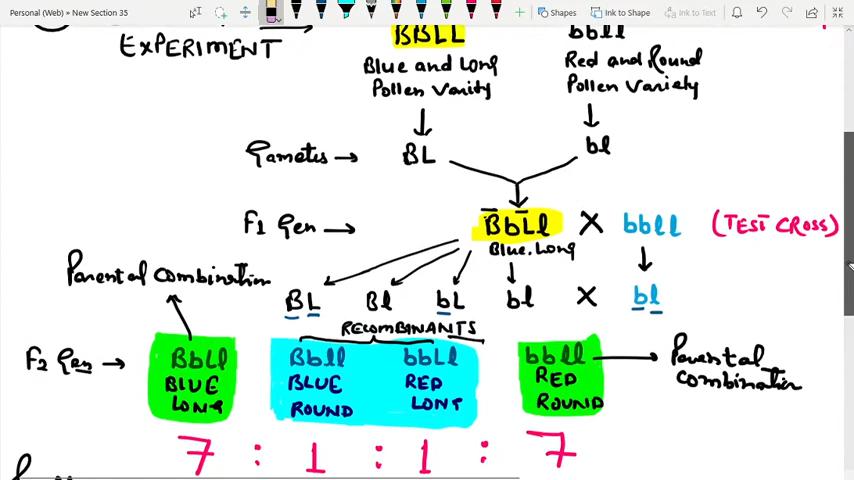 Personal (Web) » New Section 35
Shapes
Ink to Shape
Ink to Text
EXPERIMENT
BBLL
bbll
Blue and Long
Pollen Varity
Red and Round
Pollen Variety
Gametes → BL bl
F1 Gen → BbLl X bbll (TEST CROSS)
Blue. Long
Parental Combination
BL Bl bL bl X bl
RECOMBINANTS
F2 Gen → BbLl Bbll bbLl bbll → Parental
combination
BLUE BLUE RED RED
LONG ROUND LONG ROUND
7 : 1 : 1 : 7